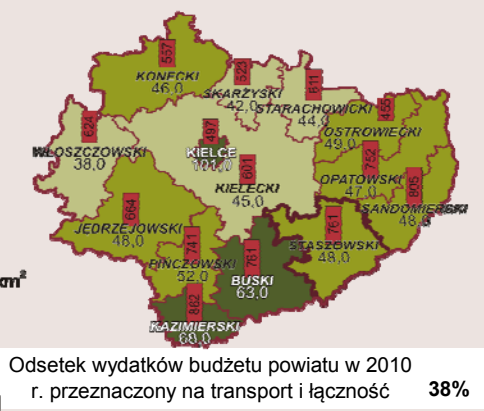 557
KONECKI
46,0
523
SKARŻYSKI
42,0
611
STARACHOWICKI
44,0
455
OSTROWIECKI
49,0
624
WŁOSZCZOWSKI
38,0
497
KIELCE
101,0
601
KIELECKI
45,0
752
OPATOWSKI
47,0
805
SANDOMIERSKI
48,0
664
JĘDRZEJOWSKI
48,0
741
PIŃCZOWSKI
52,0
761
BUSKI
63,0
761
STASZOWSKI
48,0
882
KAZIMIERSKI
68,0
km²
Odsetek wydatków budżetu powiatu w 2010
r. przeznaczony na transport i łączność 38%